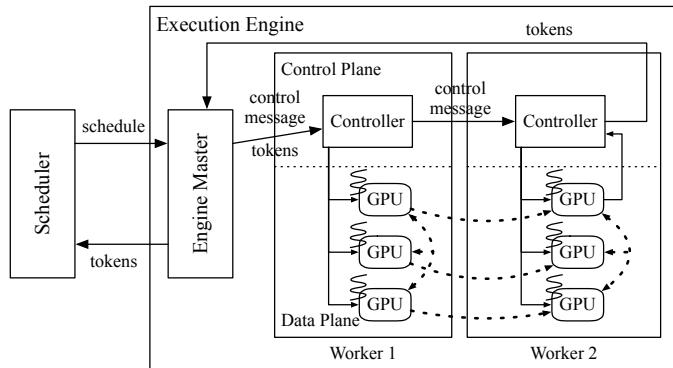 Execution Engine
tokens
Control Plane
control
message
tokens
control
message
Controller
Controller
schedule
Scheduler
Engine Master
tokens
GPU
GPU
GPU
GPU
GPU
GPU
Data Plane
Worker 1
Worker 2